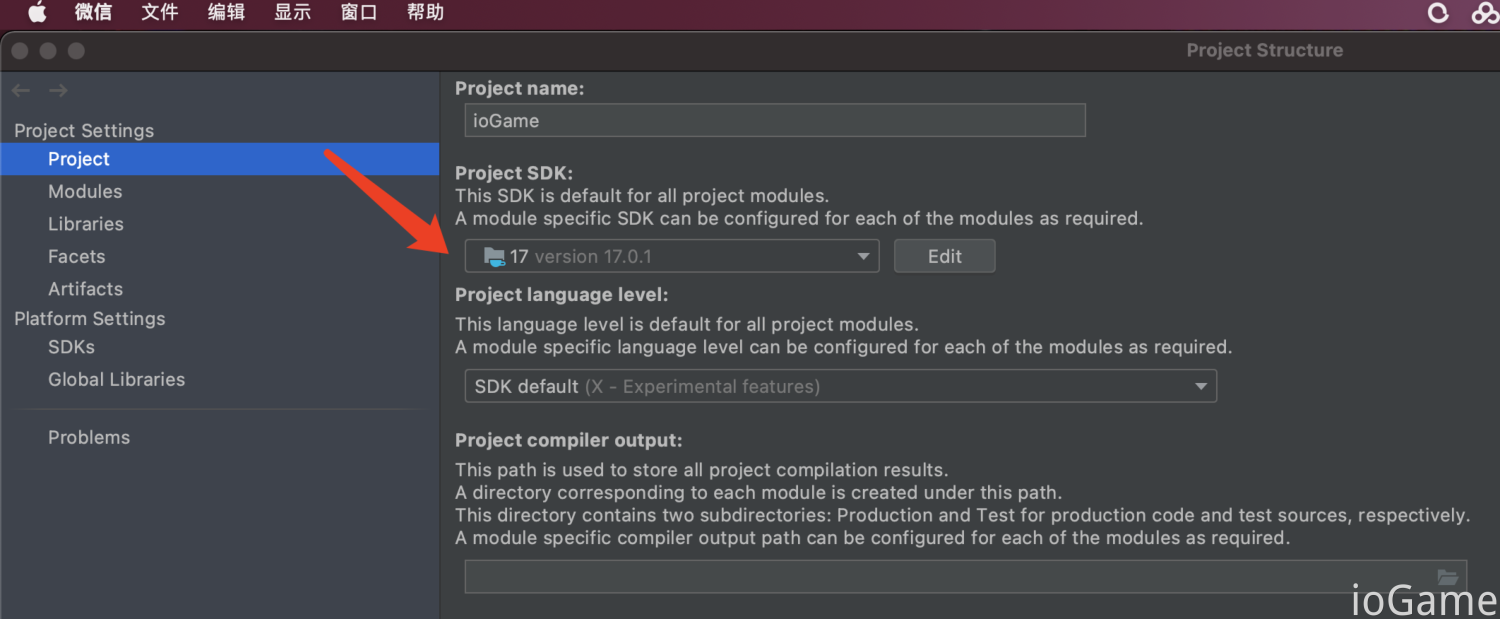 微信 文件 编辑 显示 窗口 帮助
Project Structure
Project Settings
Project
Modules
Libraries
Facets
Artifacts
Platform Settings
SDKs
Global Libraries
Problems
Project name:
ioGame
Project SDK:
This SDK is default for all project modules.
A module specific SDK can be configured for each of the modules as required.
17 version 17.0.1 Edit
Project language level:
This language level is default for all project modules.
A module specific language level can be configured for each of the modules as required.
SDK default (X - Experimental features)
Project compiler output:
This path is used to store all project compilation results.
A directory corresponding to each module is created under this path.
This directory contains two subdirectories: Production and Test for production code and test sources, respectively.
A module specific compiler output path can be configured for each of the modules as required.
ioGame